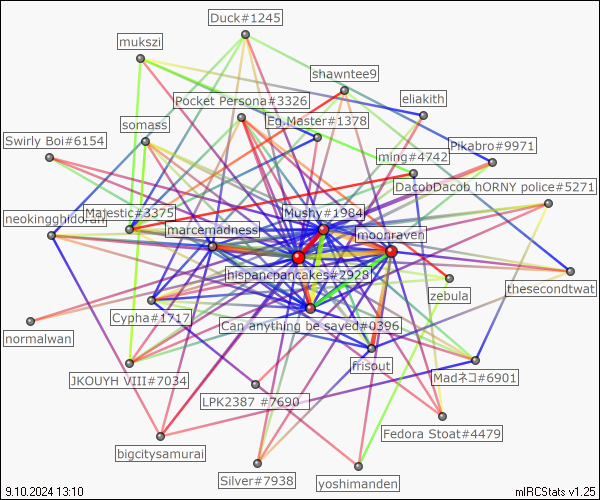 Duck#1245
mukszi
shawntee9
Pocket Persona#3326
eliakith
Eg.Master#1378
somass
Swirly Boi#6154
Pikabro#9971
ming#4742
DacobDacob hORNY police#5271
Majestic#3375
Mushy#1984
neokingghidorah
marcemadness
moonraven
hispancpancakes#2928
thesecondtwat
zebula
Cypha#1717
Can anything be saved#0396
normalwan
frisout
Madネコ#6901
JKOUYH VIII#7034
LPK2387 #7690
Fedora Stoat#4479
bigcitysamurai
Silver#7938
yoshimanden
9.10.2024 13:10
mIRCStats v1.25